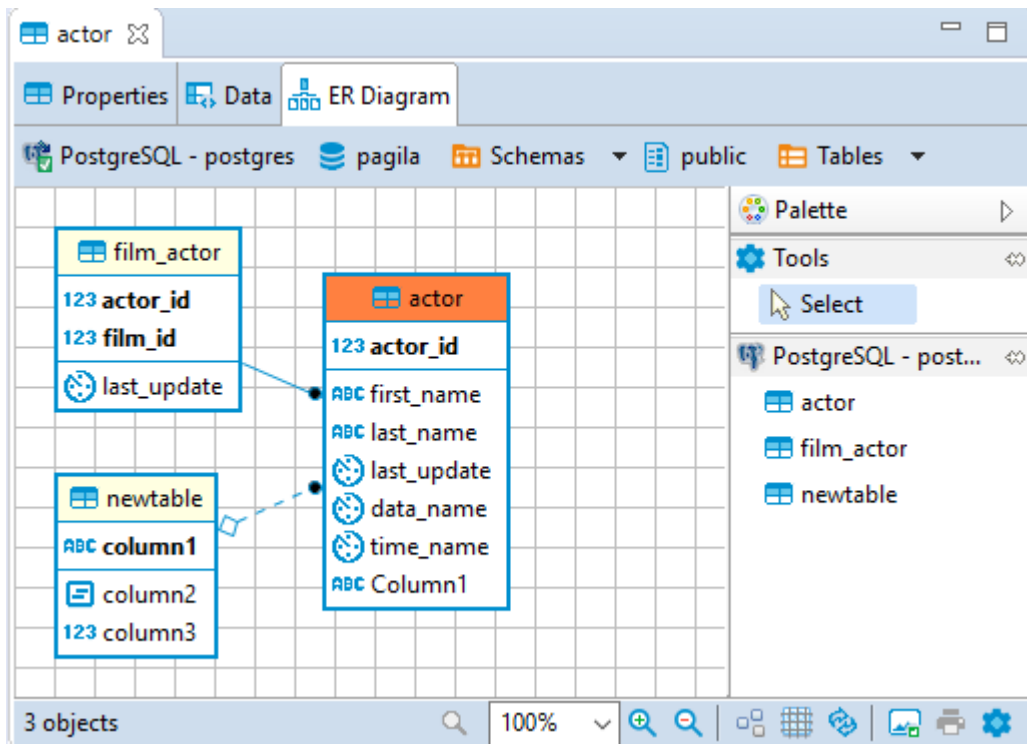 actor
Properties Data ER Diagram
PostgreSQL - postgres pagila Schemas public Tables
film_actor
123 actor_id
123 film_id
last_update
actor
123 actor_id
ABC first_name
ABC last_name
last_update
data_name
time_name
ABC Column1
newtable
ABC column1
column2
123 column3
Palette
Tools
Select
PostgreSQL - post...
actor
film_actor
newtable
3 objects
100%